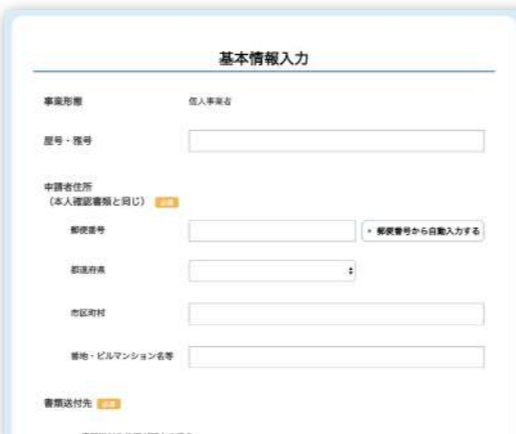 基本情報入力
事業形態 個人事業者
屋号・雅号
申請者住所
(本人確認書類と同じ) 必須
郵便番号 郵便番号から自動入力する
都道府県
市区町村
番地・ビルマンション名等
書類送付先 必須